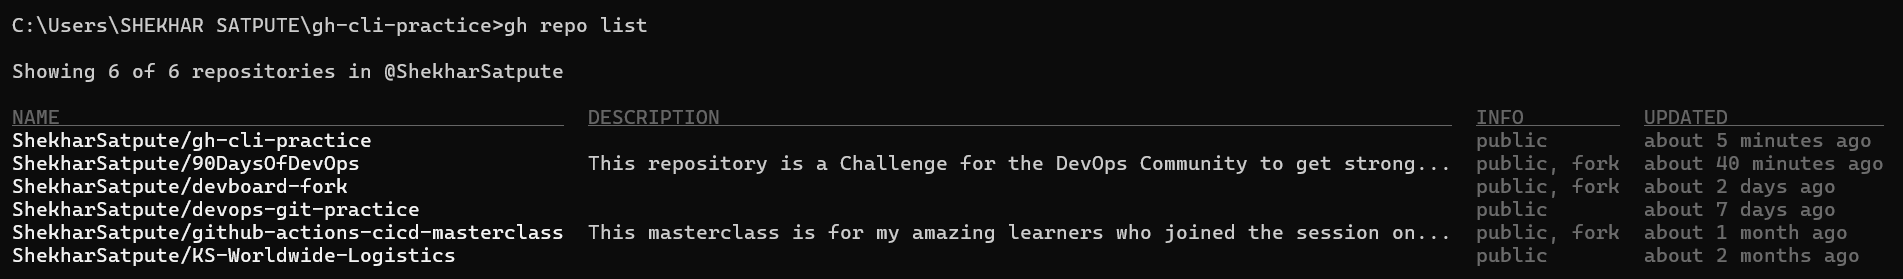 C:\Users\SHEKHAR SATPUTE\gh-cli-practice>gh repo list
Showing 6 of 6 repositories in @ShekharSatpute
NAME DESCRIPTION INFO UPDATED
ShekharSatpute/gh-cli-practice public about 5 minutes ago
ShekharSatpute/90DaysOfDevOps This repository is a Challenge for the DevOps Community to get strong... public, fork about 40 minutes ago
ShekharSatpute/devboard-fork public, fork about 2 days ago
ShekharSatpute/devops-git-practice public about 7 days ago
ShekharSatpute/github-actions-cicd-masterclass This masterclass is for my amazing learners who joined the session on... public, fork about 1 month ago
ShekharSatpute/KS-Worldwide-Logistics public about 2 months ago